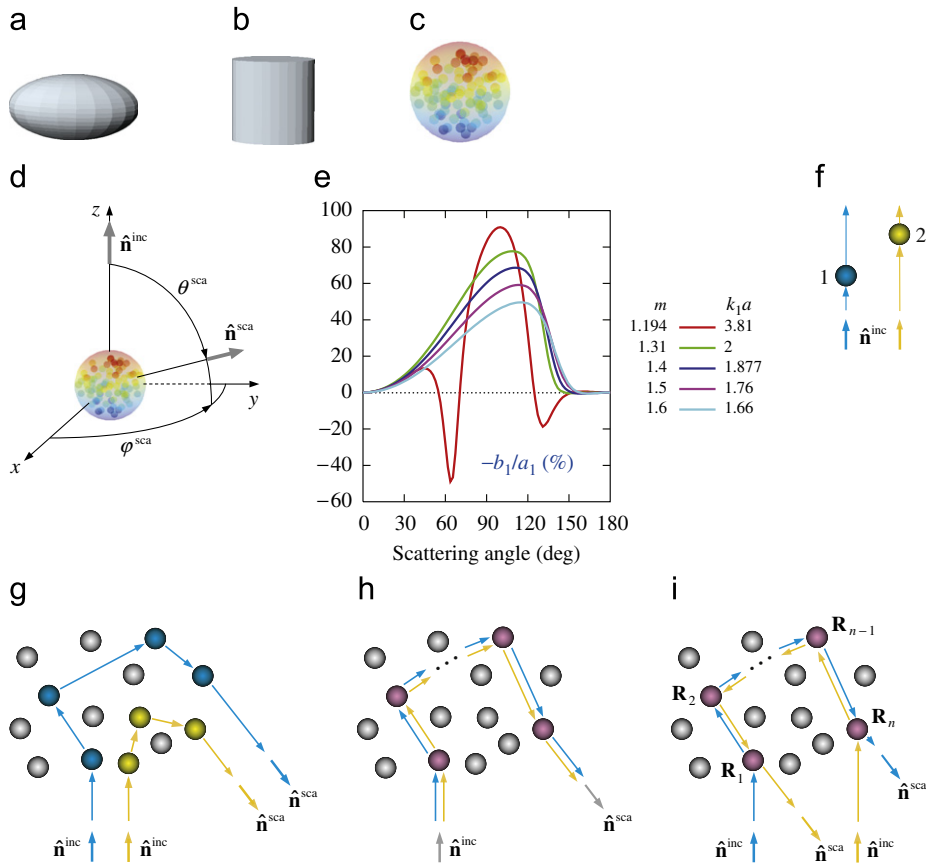 a
b
c
d
z
n̂^inc
θ^sca
n̂^sca
y
x
φ^sca
e
100
80
60
40
20
0
−20
−40
−60
0 30 60 90 120 150 180
Scattering angle (deg)
−b₁/a₁ (%)
m k₁a
1.194 3.81
1.31 2
1.4 1.877
1.5 1.76
1.6 1.66
f
1
2
n̂^inc
g
n̂^inc
n̂^inc
n̂^sca
n̂^sca
h
n̂^inc
n̂^sca
i
R_{n−1}
R₂
R_n
R₁
n̂^sca
n̂^inc
n̂^sca
n̂^inc